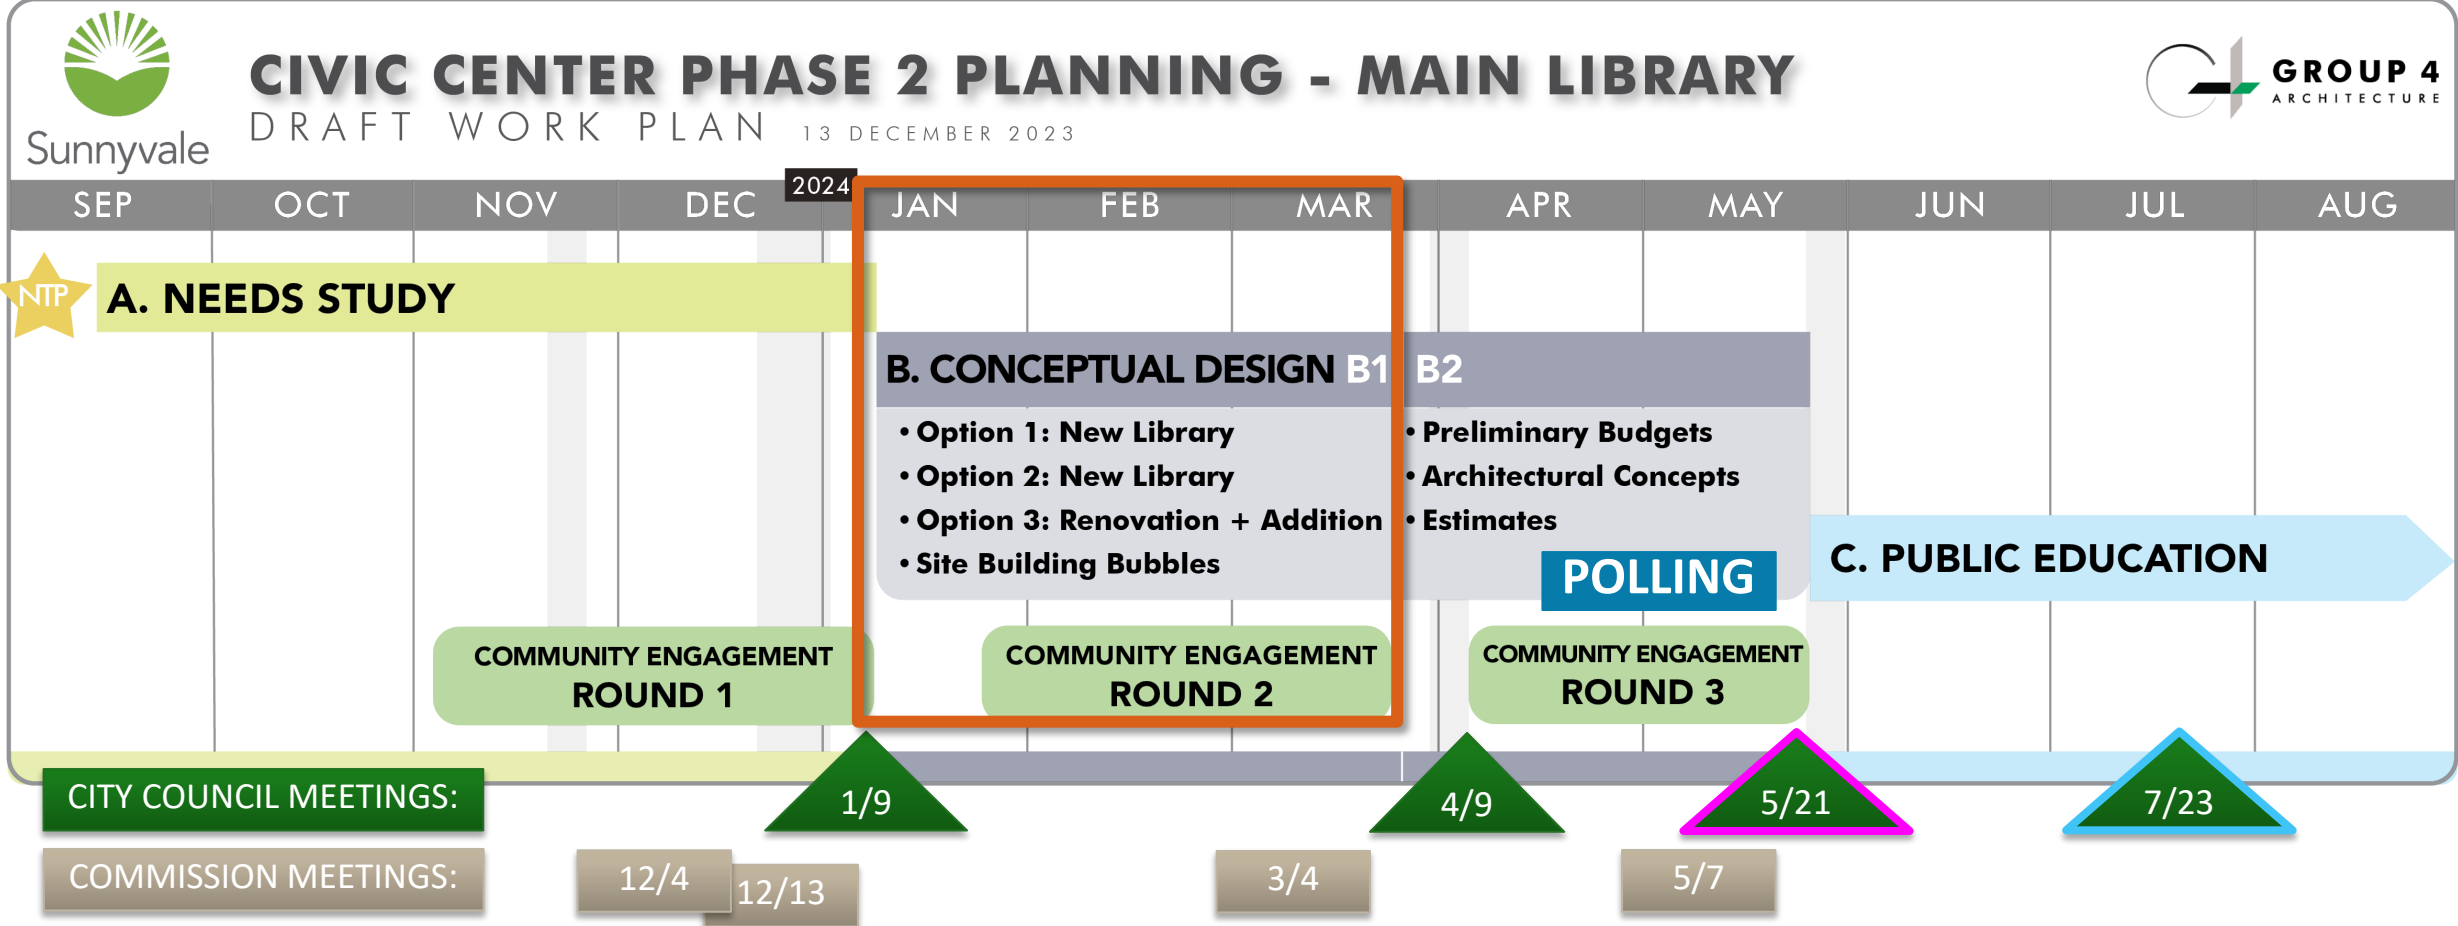 Sunnyvale
CIVIC CENTER PHASE 2 PLANNING - MAIN LIBRARY
DRAFT WORK PLAN 13 DECEMBER 2023
GROUP 4
ARCHITECTURE
2024
SEP OCT NOV DEC JAN FEB MAR APR MAY JUN JUL AUG
NTP
A. NEEDS STUDY
B. CONCEPTUAL DESIGN B1 B2
• Option 1: New Library
• Option 2: New Library
• Option 3: Renovation + Addition
• Site Building Bubbles
• Preliminary Budgets
• Architectural Concepts
• Estimates
POLLING
C. PUBLIC EDUCATION
COMMUNITY ENGAGEMENT
ROUND 1
COMMUNITY ENGAGEMENT
ROUND 2
COMMUNITY ENGAGEMENT
ROUND 3
CITY COUNCIL MEETINGS: 1/9 4/9 5/21 7/23
COMMISSION MEETINGS: 12/4 12/13 3/4 5/7